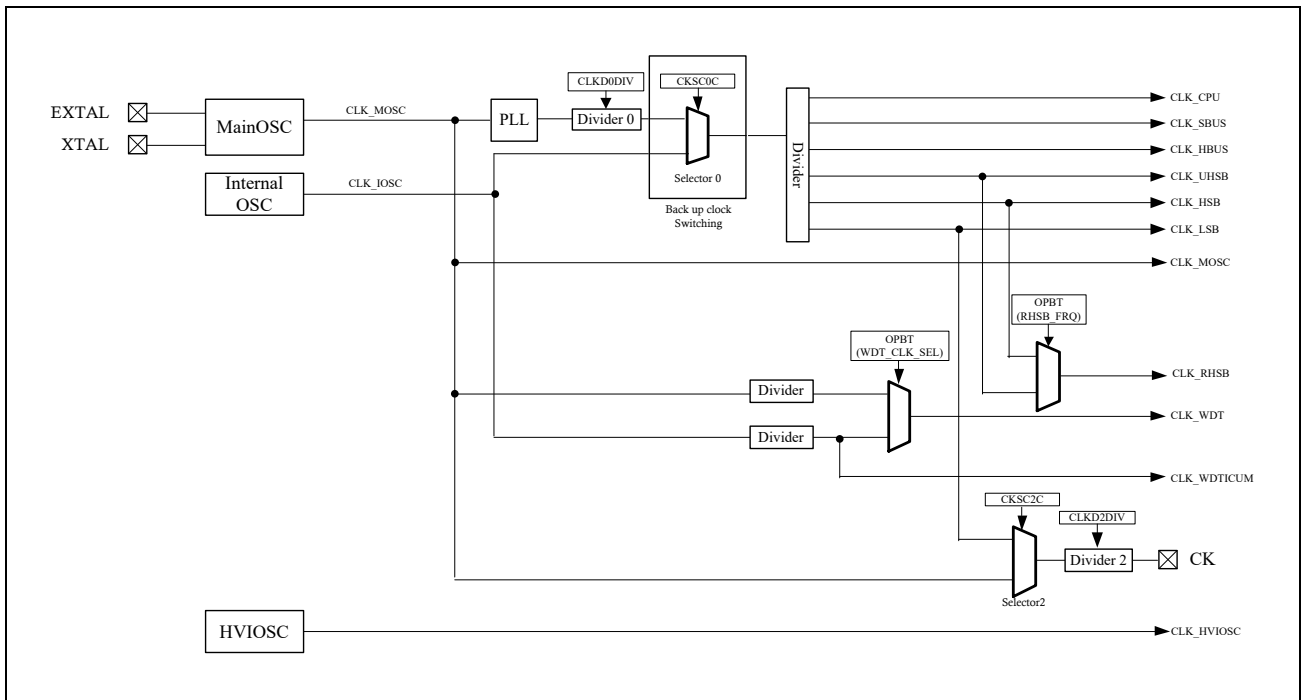 EXTAL
XTAL
MainOSC
CLK_MOSC
PLL
CLKD0DIV
Divider 0
CKSC0C
Selector 0
Back up clock
Switching
Divider
CLK_CPU
CLK_SBUS
CLK_HBUS
CLK_UHSB
CLK_HSB
CLK_LSB
CLK_MOSC
Internal
OSC
CLK_IOSC
OPBT
(RHSB_FRQ)
CLK_RHSB
OPBT
(WDT_CLK_SEL)
Divider
Divider
CLK_WDT
CLK_WDTICUM
CKSC2C
CLKD2DIV
Divider 2
CK
Selector2
HVIOSC
CLK_HVIOSC